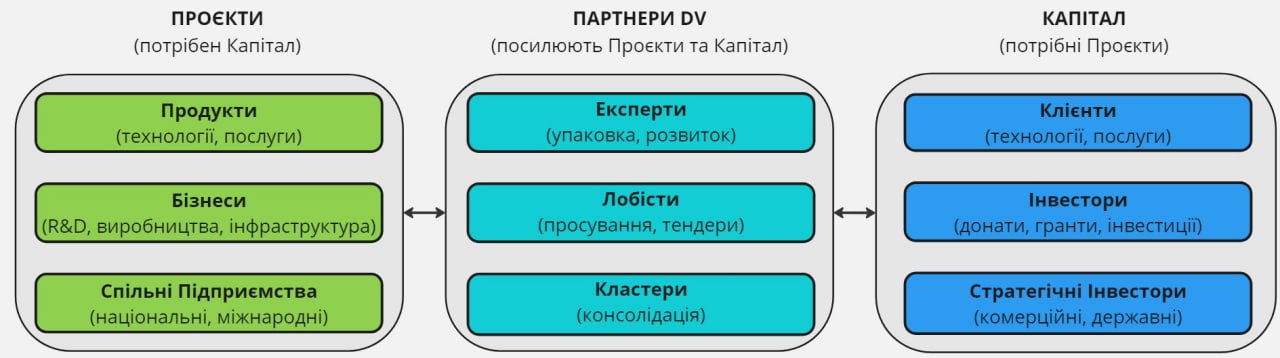 ПРОЄКТИ
(потрібен Капітал)
Продукти
(технології, послуги)
Бізнеси
(R&D, виробництва, інфраструктура)
Спільні Підприємства
(національні, міжнародні)
ПАРТНЕРИ DV
(посилюють Проєкти та Капітал)
Експерти
(упаковка, розвиток)
Лобісти
(просування, тендери)
Кластери
(консолідація)
КАПІТАЛ
(потрібні Проєкти)
Клієнти
(технології, послуги)
Інвестори
(донати, гранти, інвестиції)
Стратегічні Інвестори
(комерційні, державні)